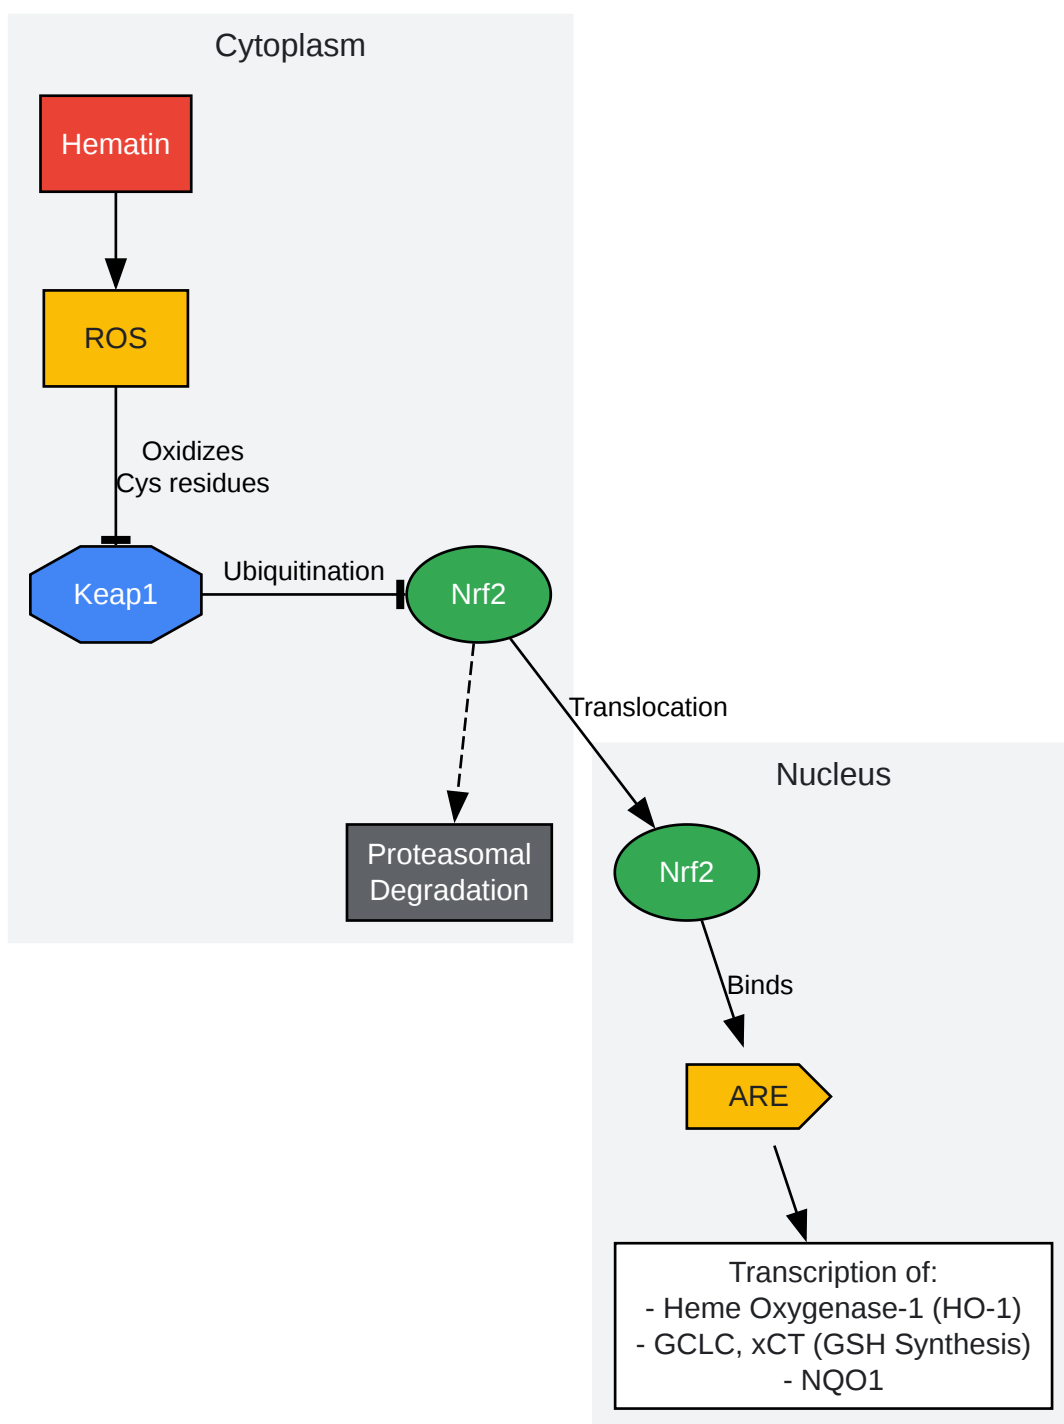 Cytoplasm
Hematin
ROS
Oxidizes
Cys residues
Keap1
Ubiquitination
Nrf2
Translocation
Proteasomal
Degradation
Nucleus
Nrf2
Binds
ARE
Transcription of:
- Heme Oxygenase-1 (HO-1)
- GCLC, xCT (GSH Synthesis)
- NQO1